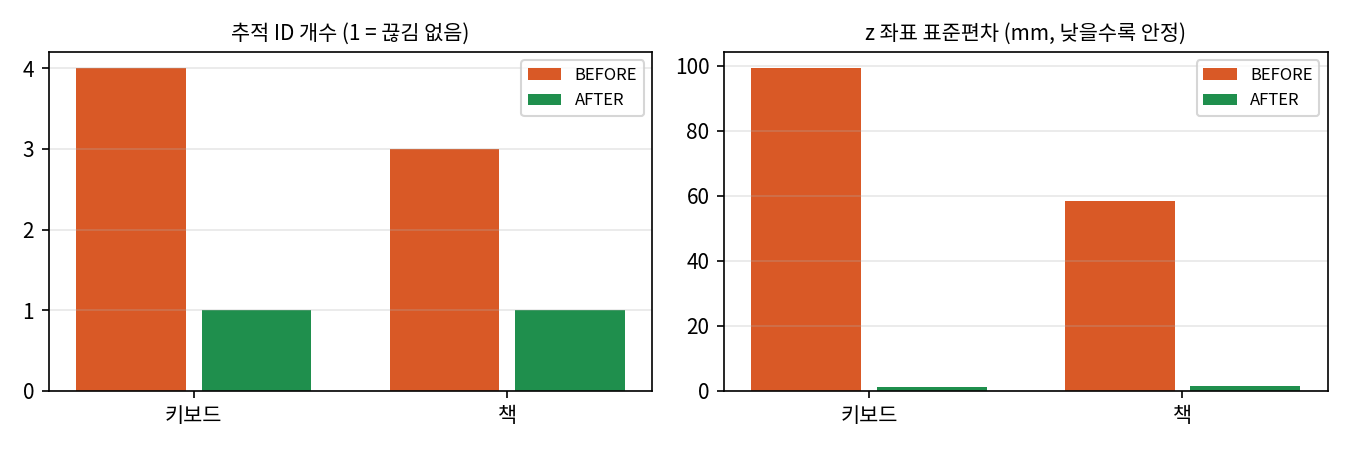 추적 ID 개수 (1 = 끊김 없음)
4
3
2
1
0
BEFORE
AFTER
키보드
책
z 좌표 표준편차 (mm, 낮을수록 안정)
100
80
60
40
20
0
BEFORE
AFTER
키보드
책